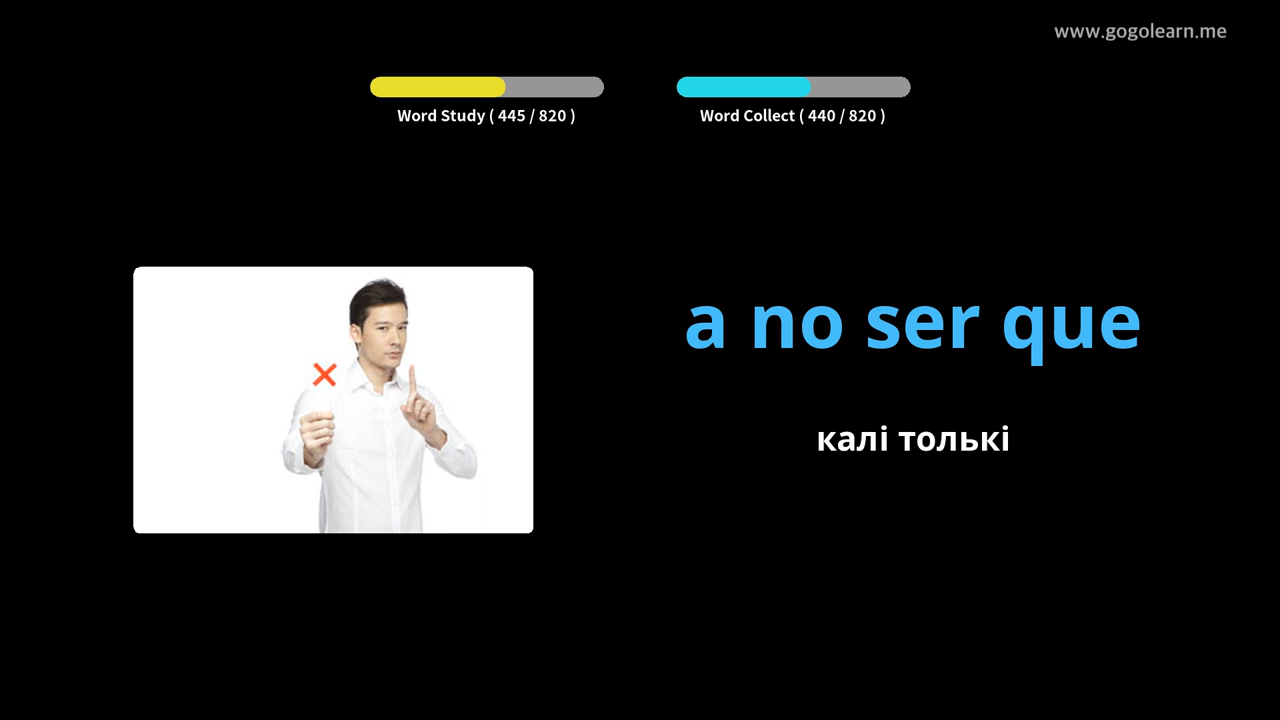 www.gogolearn.me
Word Study ( 445 / 820 )
Word Collect ( 440 / 820 )
a no ser que
калі толькі